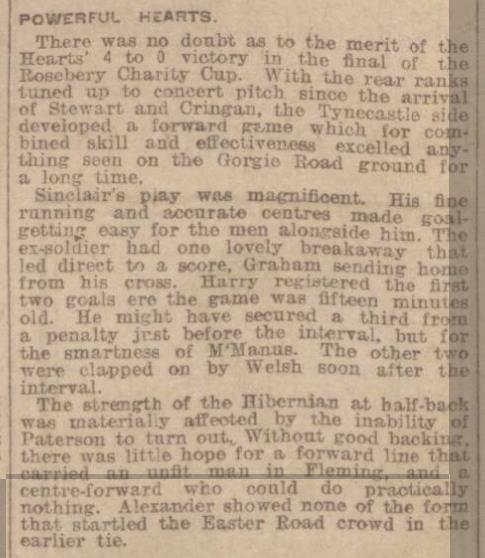 POWERFUL HEARTS.
There was no doubt as to the merit of the
Hearts' 4 to 0 victory in the final of the
Rosebery Charity Cup. With the rear ranks
tuned up to concert pitch since the arrival
of Stewart and Cringan, the Tynecastle side
developed a forward game which for com-
bined skill and effectiveness excelled any-
thing seen on the Gorgie Road ground for
a long time.
Sinclair's play was magnificent. His fine
running and accurate centres made goal-
getting easy for the men alongside him. The
ex-soldier had one lovely breakaway that
led direct to a score, Graham sending home
from his cross. Harry registered the first
two goals ere the game was fifteen minutes
old. He might have secured a third from
a penalty jrst before the interval, but for
the smartness of M'Manus. The other two
were clapped on by Welsh soon after the
interval.
The strength of the Hibernian at half-back
was materially affected by the inability of
Paterson to turn out. Without good backing,
there was little hope for a forward line that
carried an unfit man in Fleming, and a
centre-forward who could do practically
nothing. Alexander showed none of the form
that startled the Easter Road crowd in the
earlier tie.